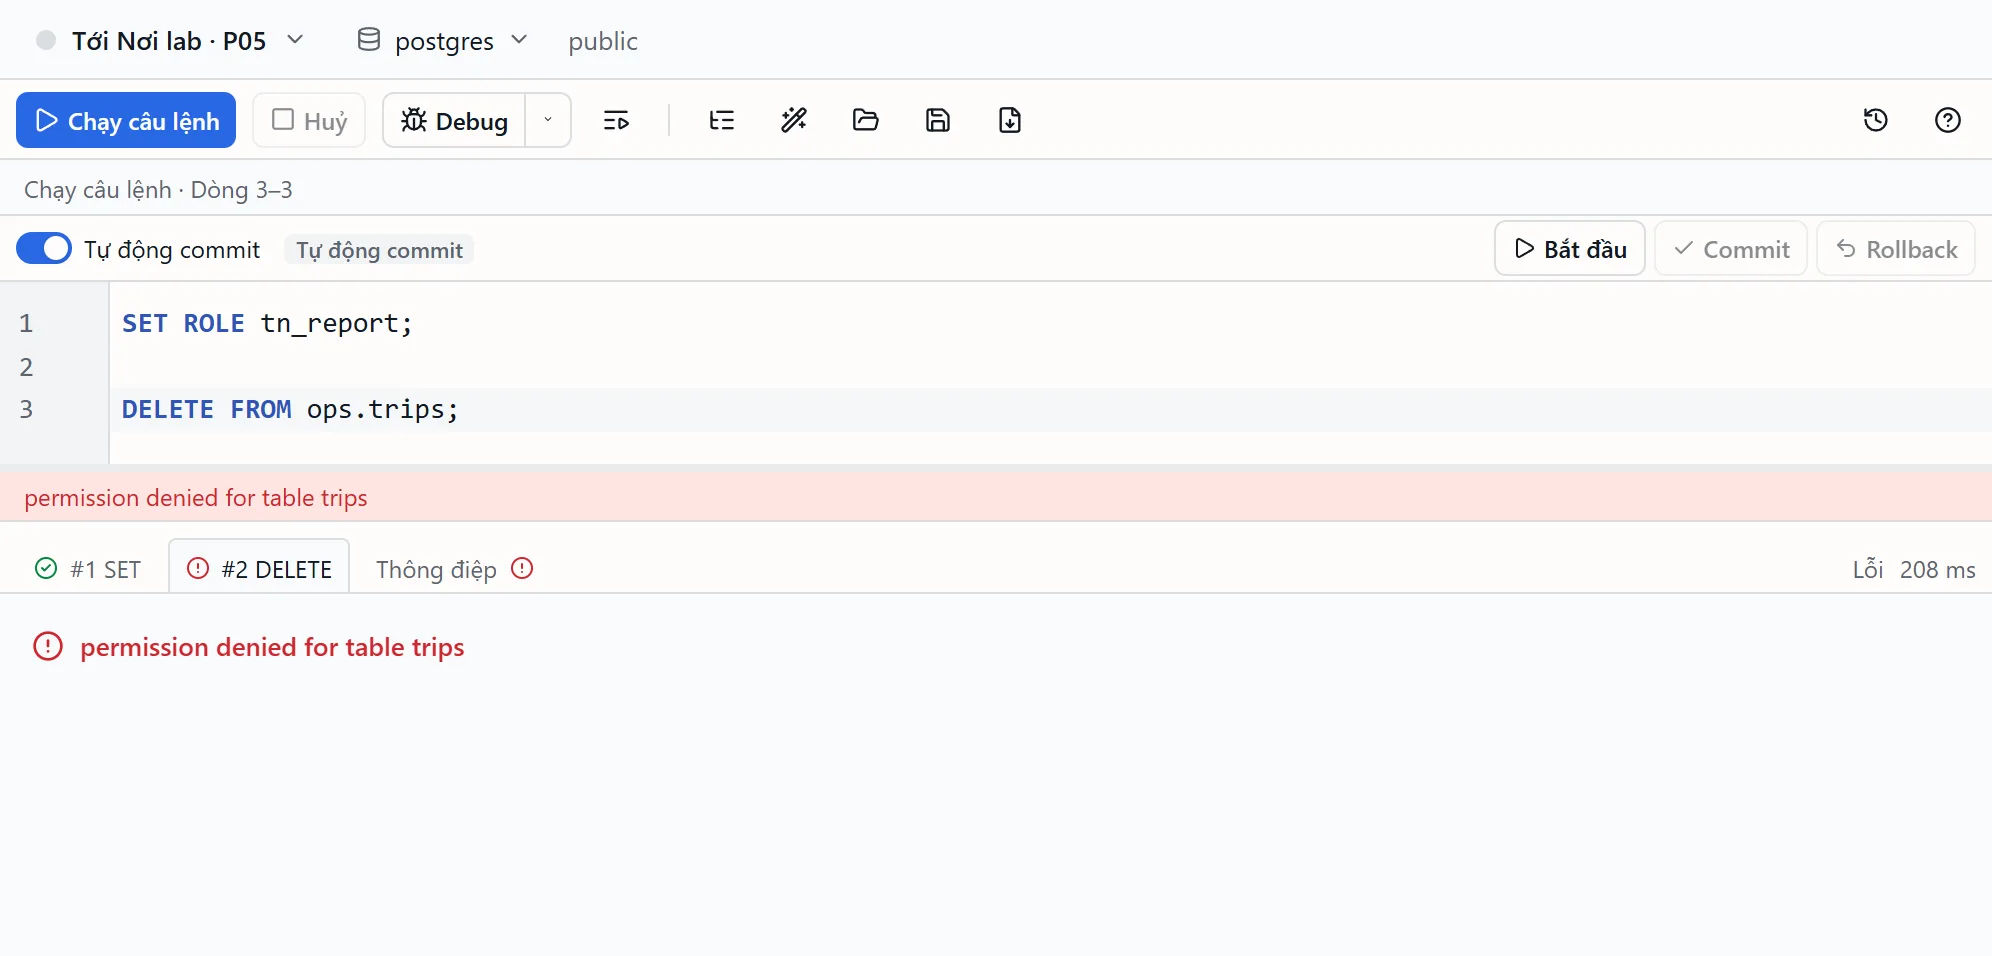 Tới Nơi lab · P05 postgres public
Chạy câu lệnh Huỷ Debug
Chạy câu lệnh · Dòng 3–3
Tự động commit Tự động commit Bắt đầu Commit Rollback
1 SET ROLE tn_report;
2
3 DELETE FROM ops.trips;
permission denied for table trips
#1 SET #2 DELETE Thông điệp Lỗi 208 ms
permission denied for table trips